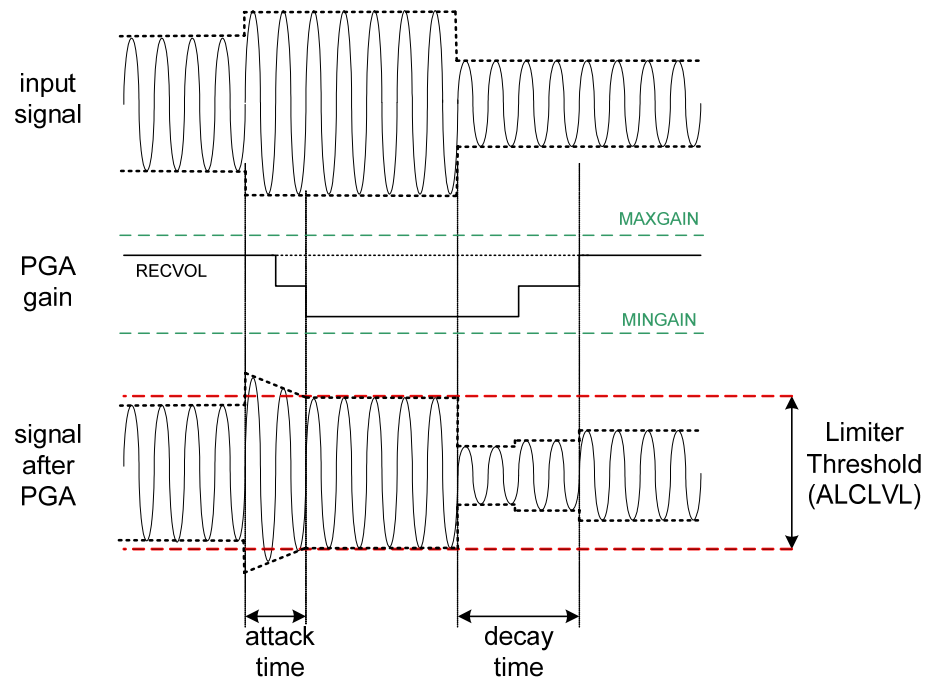 input
signal
MAXGAIN
PGA
gain
RECVOL
MINGAIN
signal
after
PGA
Limiter
Threshold
(ALCLVL)
attack
time
decay
time